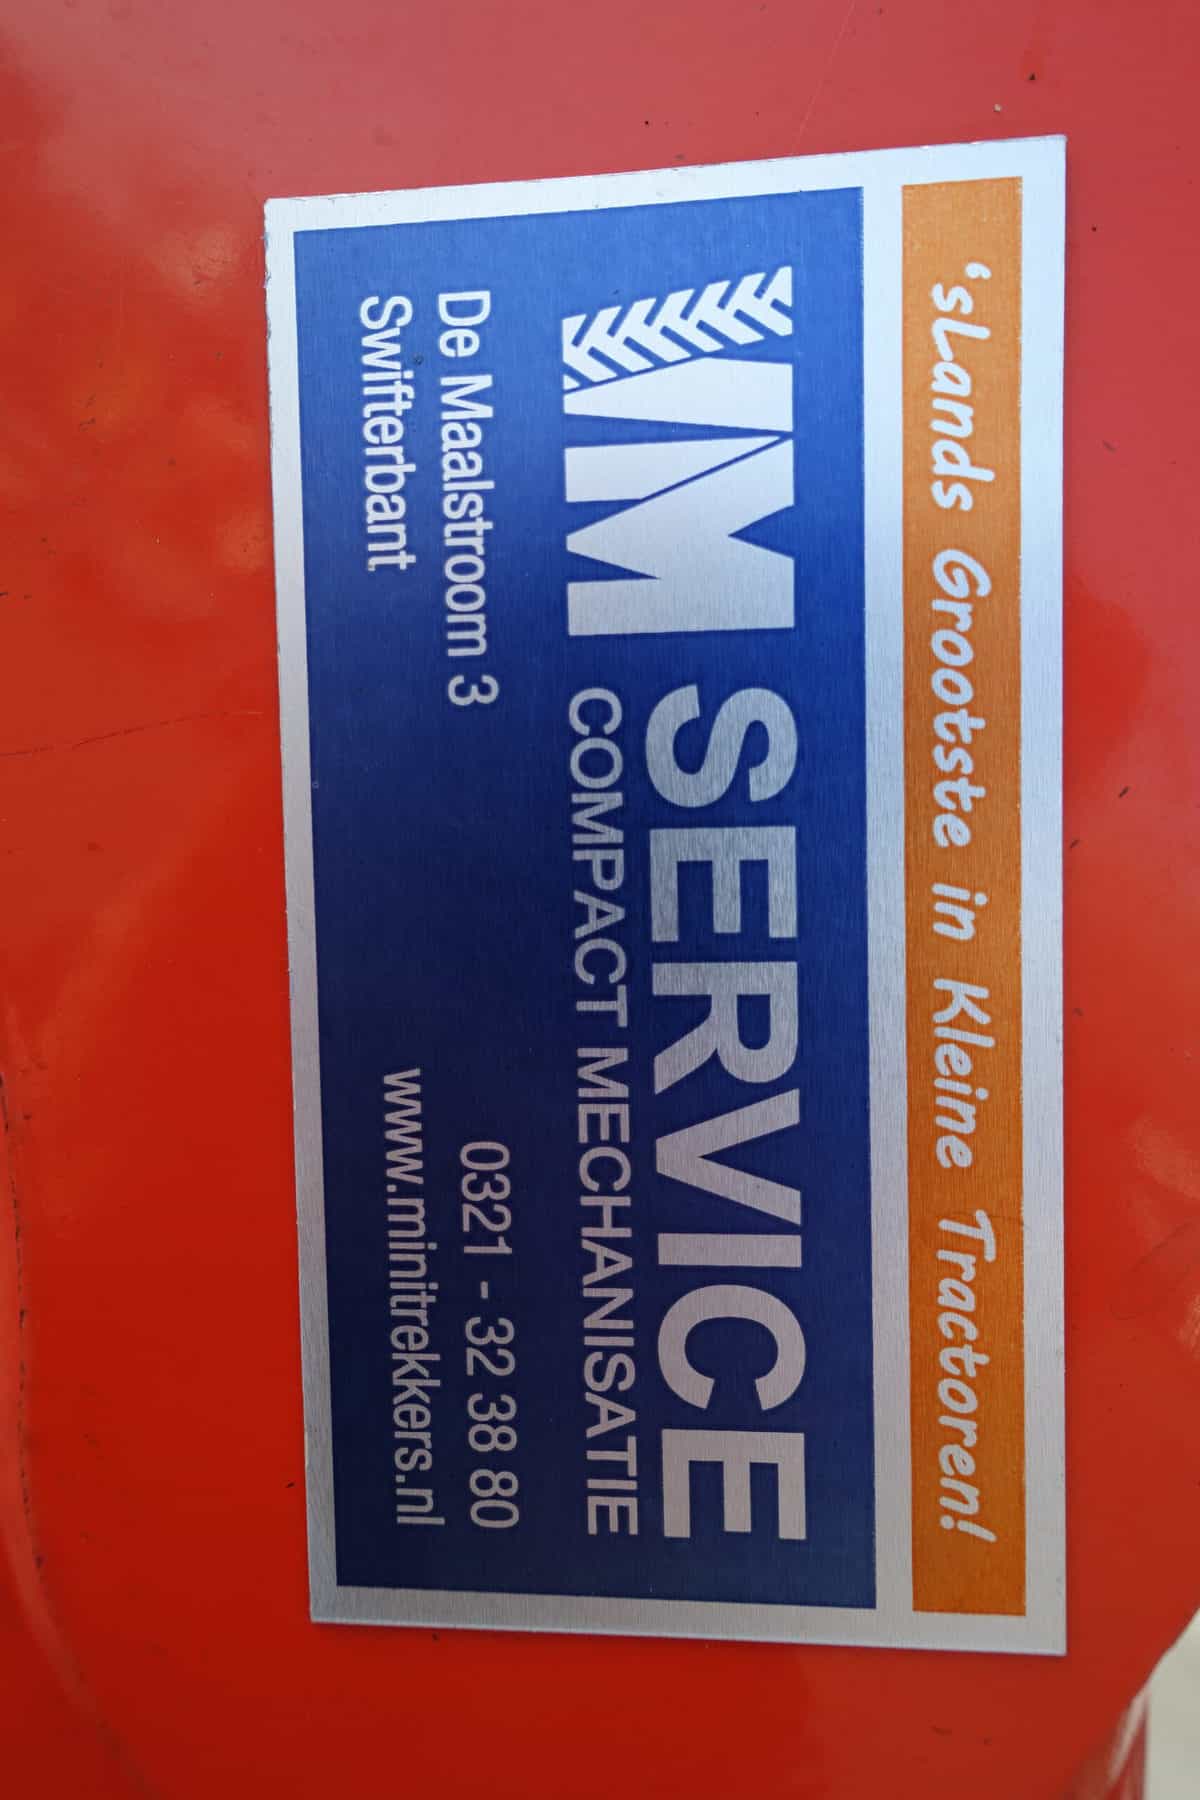 ‘sLands Grootste in Kleine Tractoren!
VM SERVICE
COMPACT MECHANISATIE
De Maalstroom 3
0321 - 32 38 80
Swifterbant
www.minitrekkers.nl